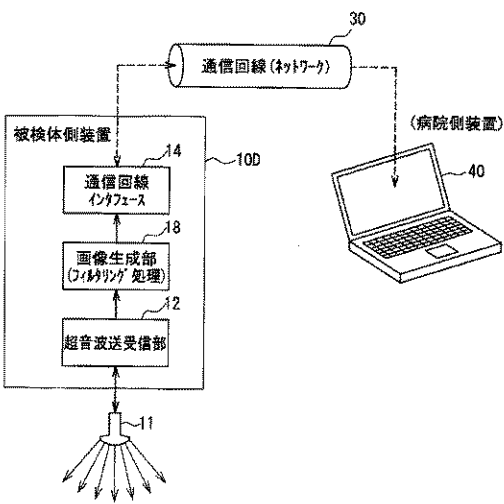 30
通信回線(ネットワーク)
被検体側装置
(病院側装置)
14
10D
40
通信回線
インタフェース
18
画像生成部
(フィルタリング処理)
12
超音波送受信部
11